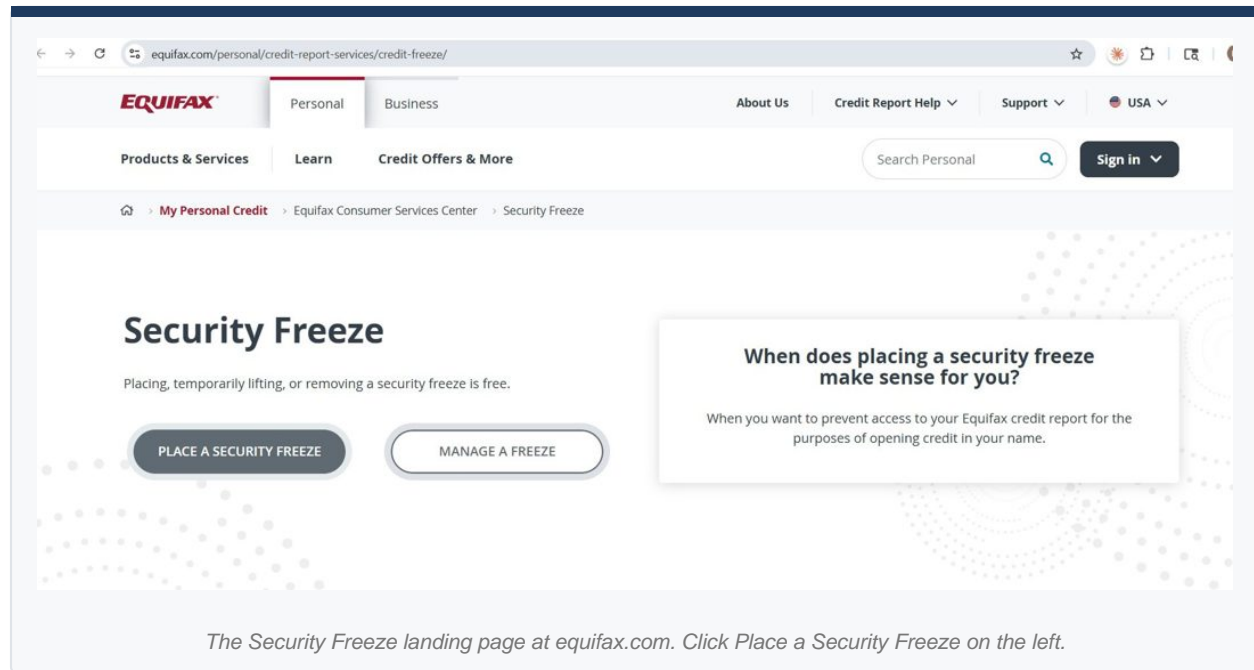 equifax.com/personal/credit-report-services/credit-freeze/
EQUIFAX Personal Business About Us Credit Report Help Support USA
Products & Services Learn Credit Offers & More Search Personal Sign in
My Personal Credit › Equifax Consumer Services Center › Security Freeze
Security Freeze
Placing, temporarily lifting, or removing a security freeze is free.
PLACE A SECURITY FREEZE MANAGE A FREEZE
When does placing a security freeze
make sense for you?
When you want to prevent access to your Equifax credit report for the
purposes of opening credit in your name.
The Security Freeze landing page at equifax.com. Click Place a Security Freeze on the left.